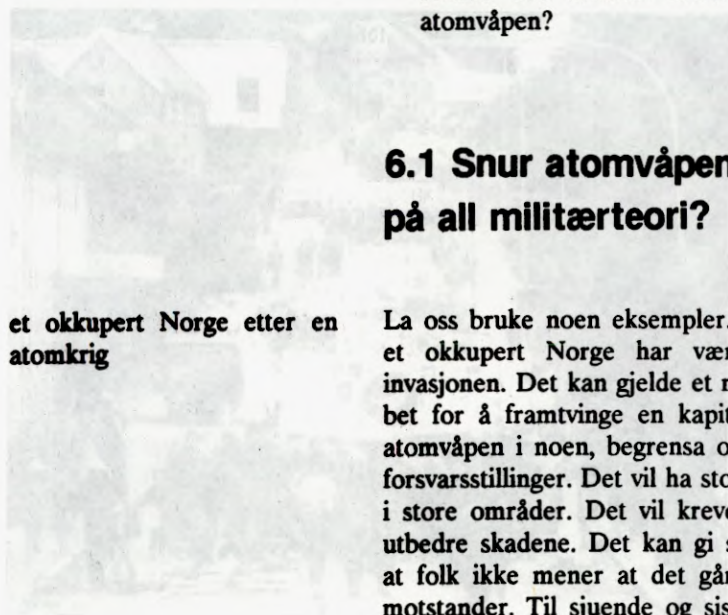 atomvåpen?
6.1 Snur atomvåpen
på all militærteori?
et okkupert Norge etter en
atomkrig
La oss bruke noen eksempler.
et okkupert Norge har vær
invasjonen. Det kan gjelde et
bet for å framtvinge en kapit
atomvåpen i noen, begrensa o
forsvarsstillinger. Det vil ha sto
i store områder. Det vil kreve
utbedre skadene. Det kan gi s
at folk ikke mener at det går
motstander. Til sjuende og sis